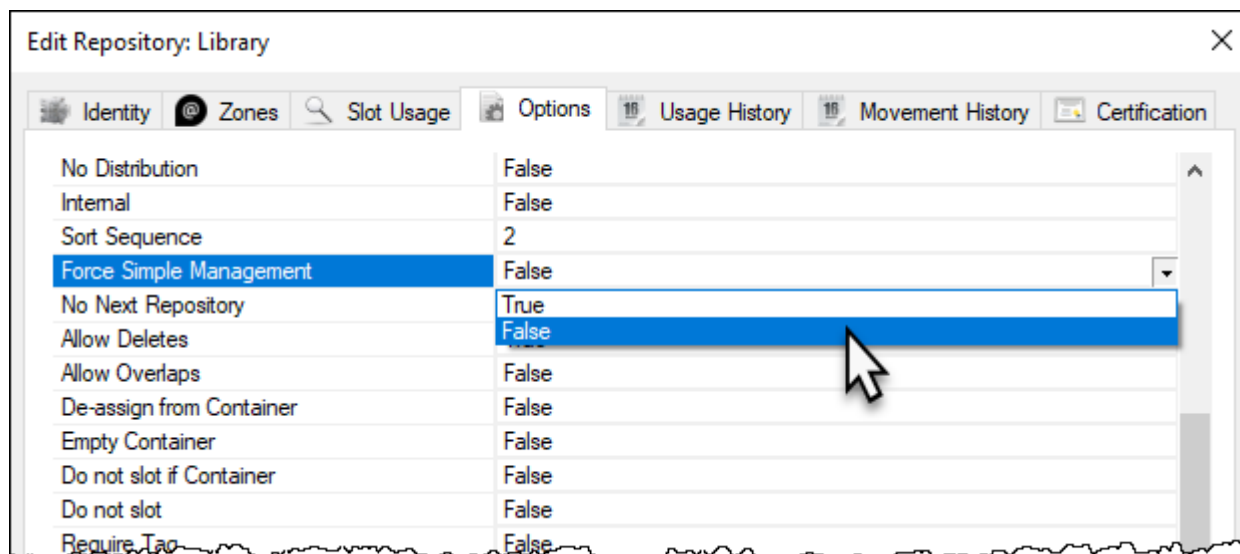 Edit Repository: Library
Identity Zones Slot Usage Options Usage History Movement History Certification
No Distribution False
Internal False
Sort Sequence 2
Force Simple Management False
No Next Repository True
False
Allow Deletes
Allow Overlaps False
De-assign from Container False
Empty Container False
Do not slot if Container False
Do not slot False
Require Tag False